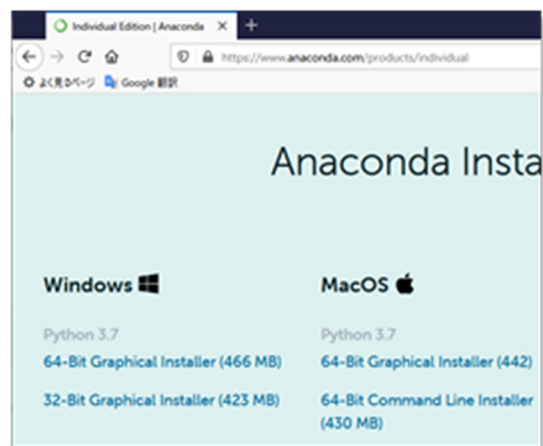 Individual Edition | Anaconda
https://www.anaconda.com/products/individual
よく見るページ Google 翻訳
Anaconda Insta
Windows MacOS
Python 3.7 Python 3.7
64-Bit Graphical Installer (466 MB) 64-Bit Graphical Installer (442)
32-Bit Graphical Installer (423 MB) 64-Bit Command Line Installer
(430 MB)